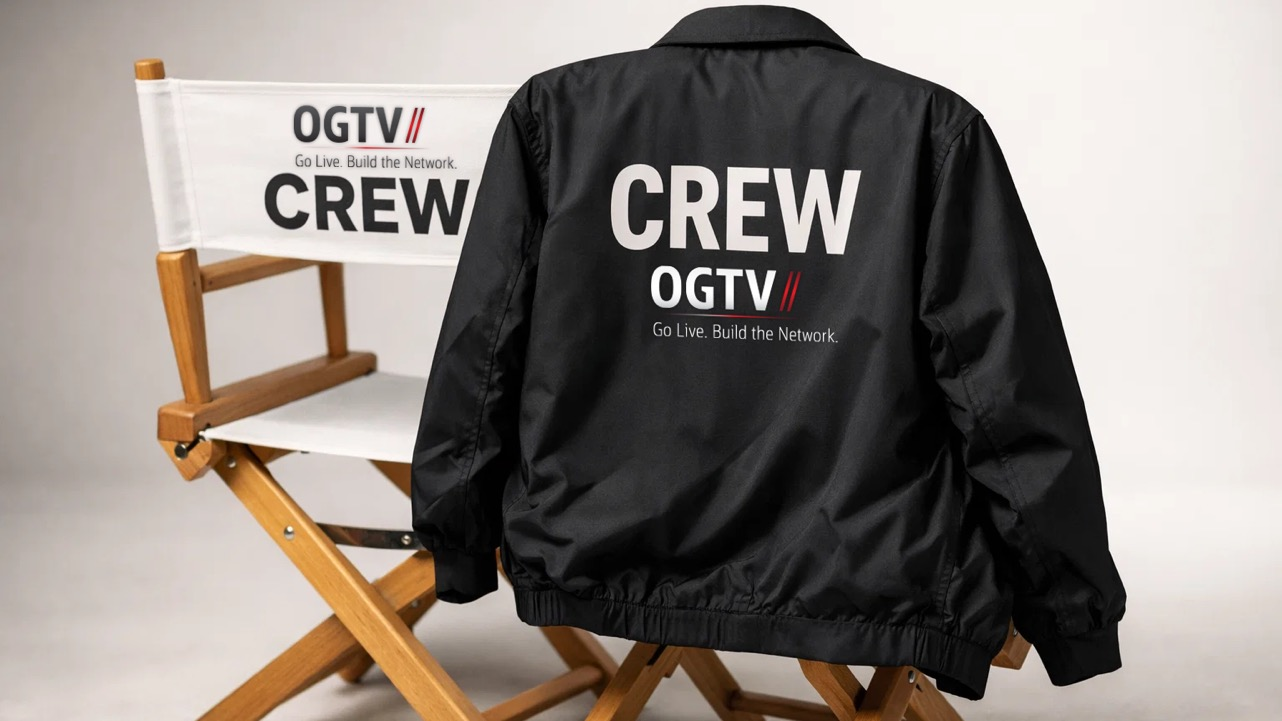 OGTV//
Go Live. Build the Network.
CREW
CREW
OGTV//
Go Live. Build the Network.